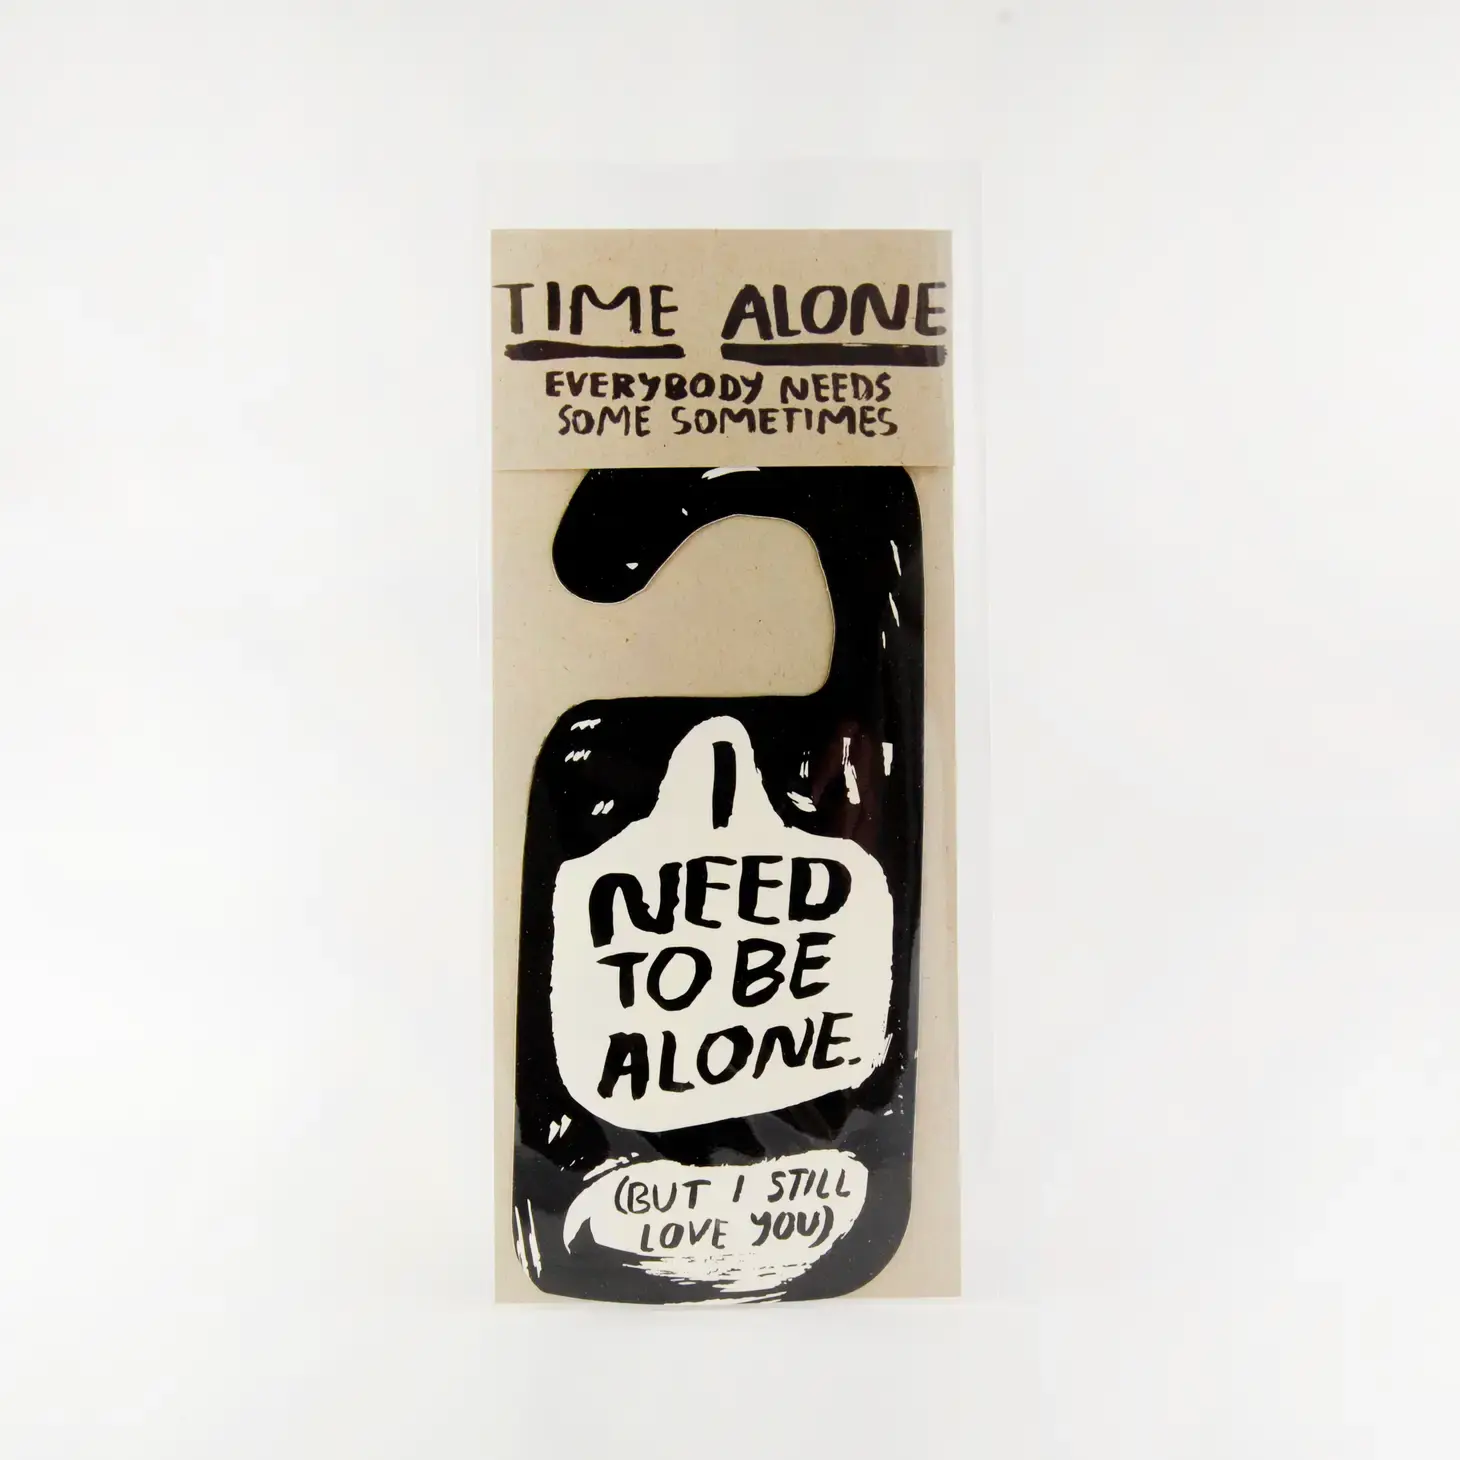 TIME ALONE
EVERYBODY NEEDS
SOME SOMETIMES
I
NEED
TO BE
ALONE.
(BUT I STILL
LOVE YOU)